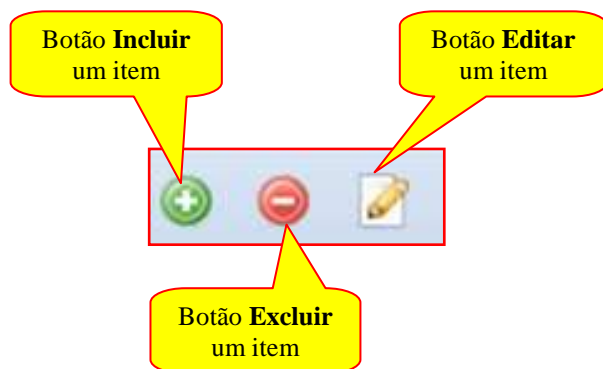 Botão Incluir
um item
Botão Editar
um item
Botão Excluir
um item